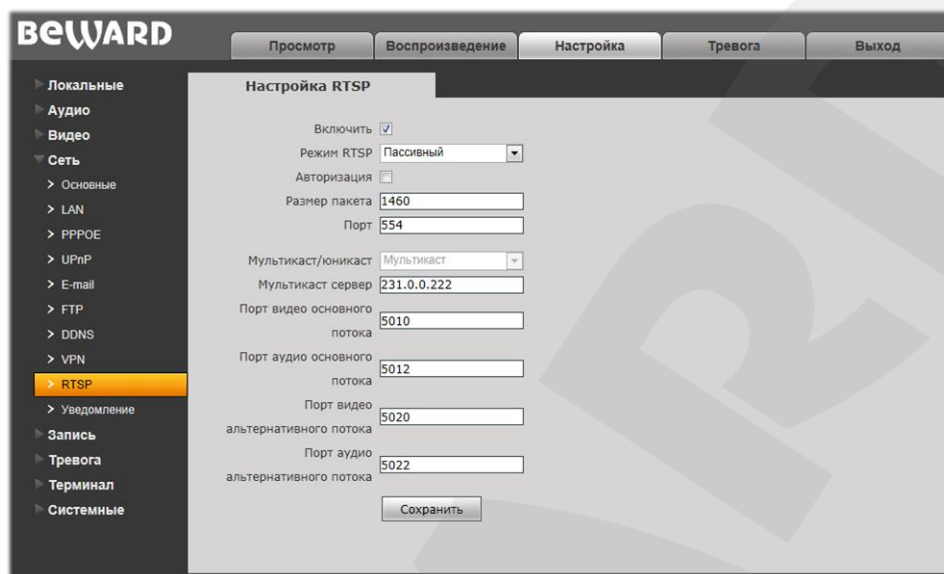 BEWARD
Просмотр Воспроизведение Настройка Тревога Выход
Локальные
Аудио
Видео
Сеть
Основные
LAN
PPPOE
UPnP
E-mail
FTP
DDNS
VPN
RTSP
Уведомление
Запись
Тревога
Терминал
Системные
Настройка RTSP
Включить
Режим RTSP Пассивный
Авторизация
Размер пакета 1460
Порт 554
Мультикаст/юникаст Мультикаст
Мультикаст сервер 231.0.0.222
Порт видео основного
потока 5010
Порт аудио основного
потока 5012
Порт видео
альтернативного потока 5020
Порт аудио
альтернативного потока 5022
Сохранить